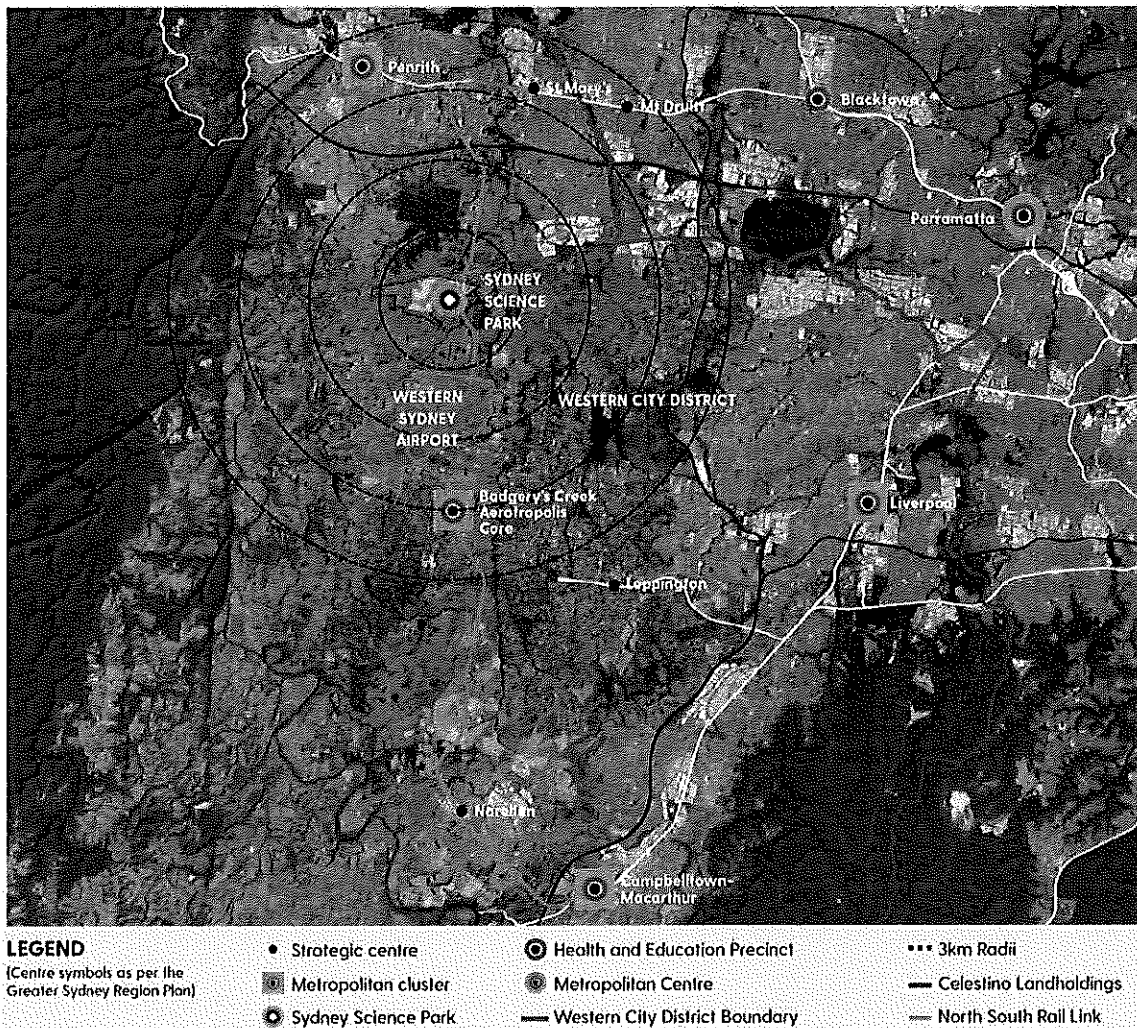 Penrith
St Mary's
Mt Druitt
Blacktown
Parramatta
SYDNEY
SCIENCE
PARK
WESTERN
SYDNEY
AIRPORT
WESTERN CITY DISTRICT
Badgery's Creek
Aerotropolis
Core
Liverpool
Leppington
Narellan
Campbelltown-
Macarthur
LEGEND
(Centre symbols as per the
Greater Sydney Region Plan)
Strategic centre
Metropolitan cluster
Sydney Science Park
Health and Education Precinct
Metropolitan Centre
Western City District Boundary
3km Radii
Celestino Landholdings
North South Rail Link